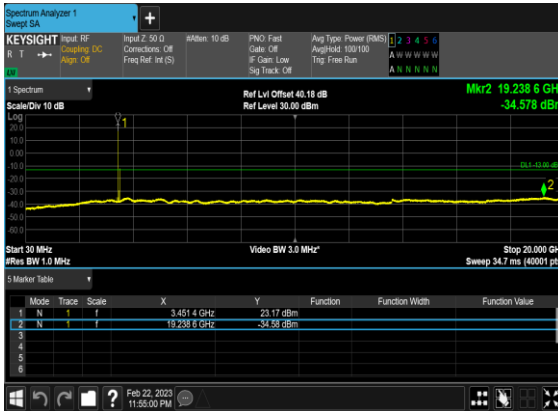 Spectrum Analyzer 1
Swept SA
+
KEYSIGHT
R T
Input: RF
Coupling: DC
Align: Off
Input Z: 50 Ω
Corrections: Off
Freq Ref: Int (S)
#Atten: 10 dB
PNO: Fast
Gate: Off
IF Gain: Low
Sig Track: Off
Avg Type: Power (RMS)
Avg|Hold: 100/100
Trig: Free Run
1 2 3 4 5 6
A W W W W W
A N N N N N
1 Spectrum
Scale/Div 10 dB
Ref Lvl Offset 40.18 dB
Ref Level 30.00 dBm
Mkr2 19.238 6 GHz
-34.578 dBm
Log
20.0
10.0
0.00
-10.0
-20.0
-30.0
-40.0
-50.0
-60.0
1
DL1 -13.00 dB
2
Start 30 MHz
#Res BW 1.0 MHz
Video BW 3.0 MHz*
Stop 20.000 GH
Sweep 34.7 ms (40001 pt
5 Marker Table
Mode Trace Scale X Y Function Function Width Function Value
1 N 1 f 3.451 4 GHz 23.17 dBm
2 N 1 f 19.238 6 GHz -34.58 dBm
3
4
5
6
?
Feb 22, 2023
11:55:00 PM